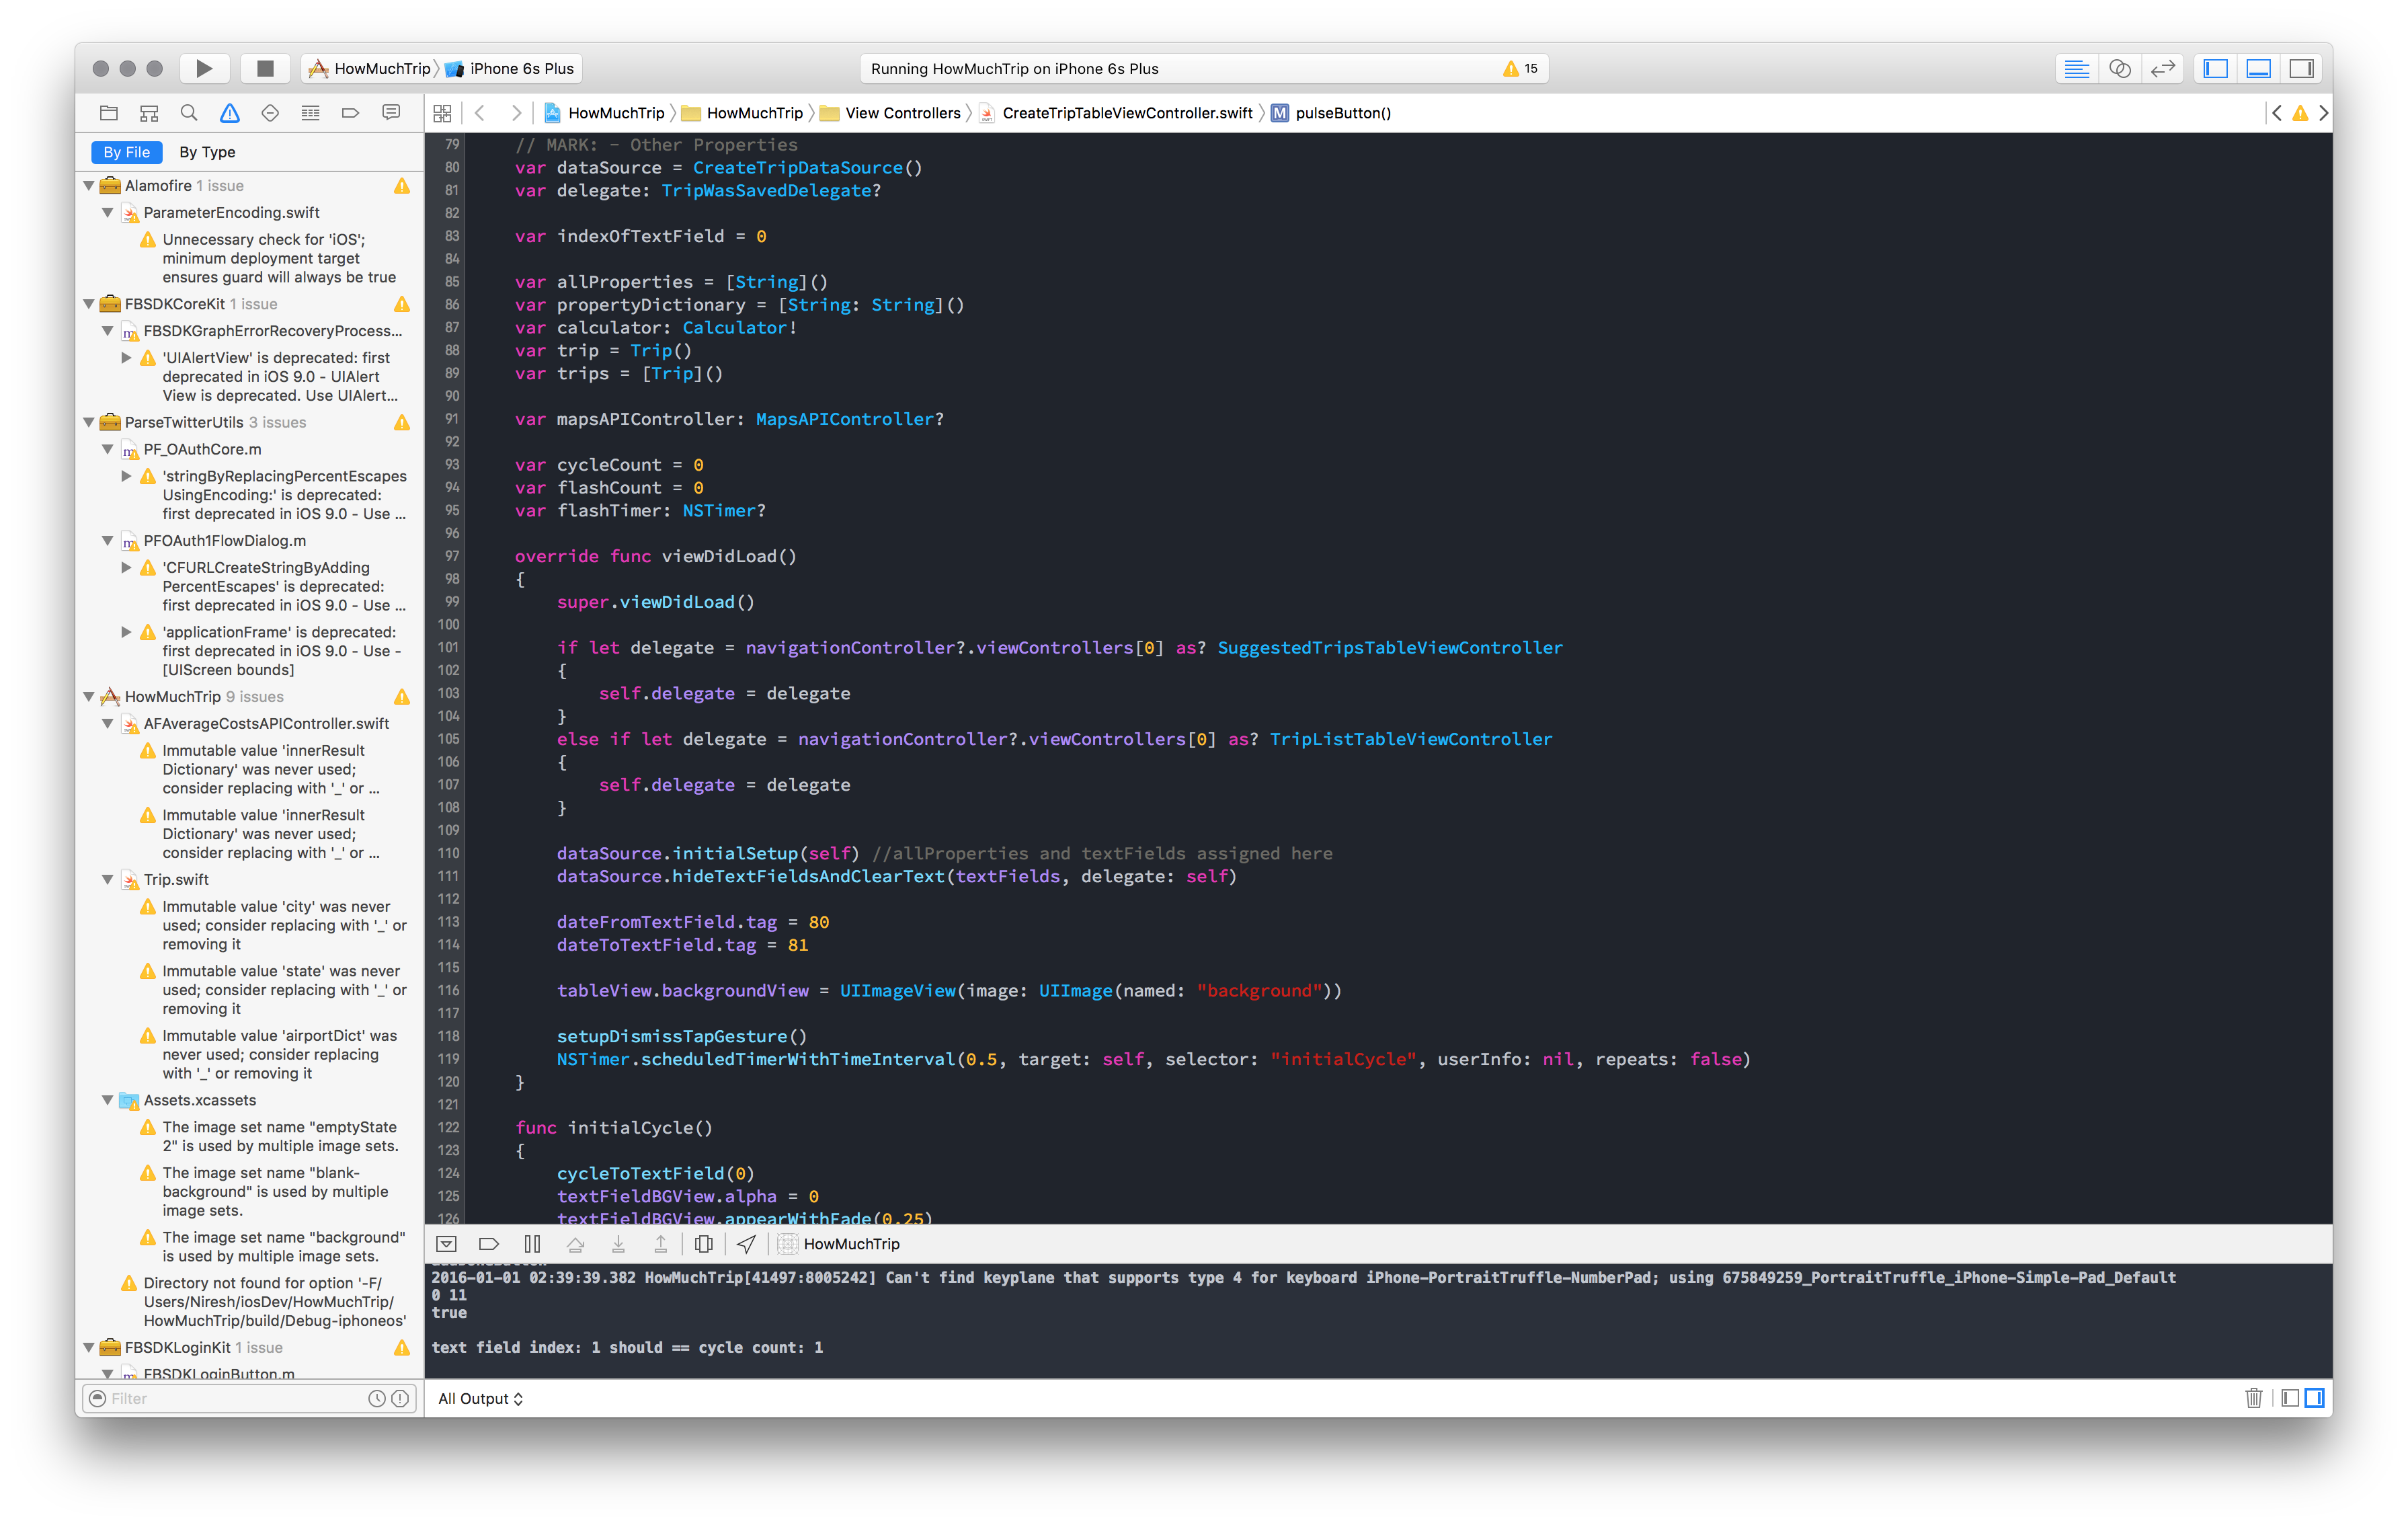 HowMuchTrip
iPhone 6s Plus
Running HowMuchTrip on iPhone 6s Plus
15
HowMuchTrip
HowMuchTrip
View Controllers
CreateTripTableViewController.swift
M
pulseButton()
By File
By Type
Alamofire 1 issue
ParameterEncoding.swift
Unnecessary check for 'iOS';
minimum deployment target
ensures guard will always be true
FBSDKCoreKit 1 issue
FBSDKGraphErrorRecoveryProcess...
'UIAlertView' is deprecated: first
deprecated in iOS 9.0 - UIAlert
View is deprecated. Use UIAlert...
ParseTwitterUtils 3 issues
PF_OAuthCore.m
'stringByReplacingPercentEscapes
UsingEncoding:' is deprecated:
first deprecated in iOS 9.0 - Use ...
PFOAuth1FlowDialog.m
'CFURLCreateStringByAdding
PercentEscapes' is deprecated:
first deprecated in iOS 9.0 - Use ...
'applicationFrame' is deprecated:
first deprecated in iOS 9.0 - Use -
[UIScreen bounds]
HowMuchTrip 9 issues
AFAverageCostsAPIController.swift
Immutable value 'innerResult
Dictionary' was never used;
consider replacing with '_' or ...
Immutable value 'innerResult
Dictionary' was never used;
consider replacing with '_' or ...
Trip.swift
Immutable value 'city' was never
used; consider replacing with '_' or
removing it
Immutable value 'state' was never
used; consider replacing with '_' or
removing it
Immutable value 'airportDict' was
never used; consider replacing
with '_' or removing it
Assets.xcassets
The image set name "emptyState
2" is used by multiple image sets.
The image set name "blank-
background" is used by multiple
image sets.
The image set name "background"
is used by multiple image sets.
Directory not found for option '-F/
Users/Niresh/iosDev/HowMuchTrip/
HowMuchTrip/build/Debug-iphoneos'
FBSDKLoginKit 1 issue
FBSDKLoginButton.m
Filter
79 // MARK: - Other Properties
80 var dataSource = CreateTripDataSource()
81 var delegate: TripWasSavedDelegate?
82
83 var indexOfTextField = 0
84
85 var allProperties = [String]()
86 var propertyDictionary = [String: String]()
87 var calculator: Calculator!
88 var trip = Trip()
89 var trips = [Trip]()
90
91 var mapsAPIController: MapsAPIController?
92
93 var cycleCount = 0
94 var flashCount = 0
95 var flashTimer: NSTimer?
96
97 override func viewDidLoad()
98 {
99 super.viewDidLoad()
100
101 if let delegate = navigationController?.viewControllers[0] as? SuggestedTripsTableViewController
102 {
103 self.delegate = delegate
104 }
105 else if let delegate = navigationController?.viewControllers[0] as? TripListTableViewController
106 {
107 self.delegate = delegate
108 }
109
110 dataSource.initialSetup(self) //allProperties and textFields assigned here
111 dataSource.hideTextFieldsAndClearText(textFields, delegate: self)
112
113 dateFromTextField.tag = 80
114 dateToTextField.tag = 81
115
116 tableView.backgroundView = UIImageView(image: UIImage(named: "background"))
117
118 setupDismissTapGesture()
119 NSTimer.scheduledTimerWithTimeInterval(0.5, target: self, selector: "initialCycle", userInfo: nil, repeats: false)
120 }
121
122 func initialCycle()
123 {
124 cycleToTextField(0)
125 textFieldBGView.alpha = 0
126 textFieldBGView.appearWithFade(0.25)
HowMuchTrip
2016-01-01 02:39:39.382 HowMuchTrip[41497:8005242] Can't find keyplane that supports type 4 for keyboard iPhone-PortraitTruffle-NumberPad; using 675849259_PortraitTruffle_iPhone-Simple-Pad_Default
0 11
true
text field index: 1 should == cycle count: 1
All Output